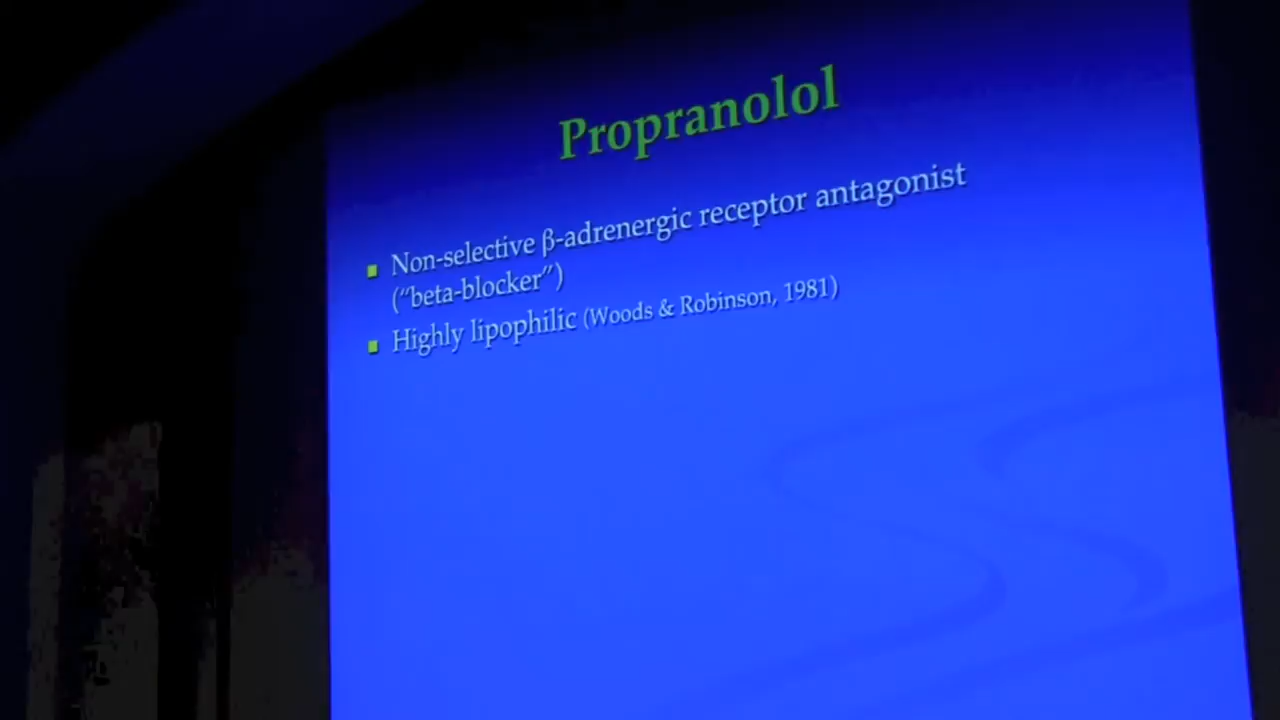 Propranolol
Non-selective β-adrenergic receptor antagonist
("beta-blocker")
Highly lipophilic (Woods & Robinson, 1981)